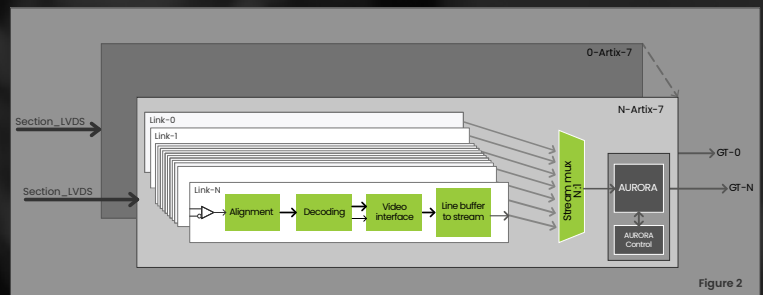 0-Artix-7
N-Artix-7
Section_LVDS
Section_LVDS
Link-0
Link-1
Link-N
Alignment
Decoding
Video
interface
Line buffer
to stream
Stream mux
N:1
AURORA
AURORA
Control
GT-0
GT-N
Figure 2